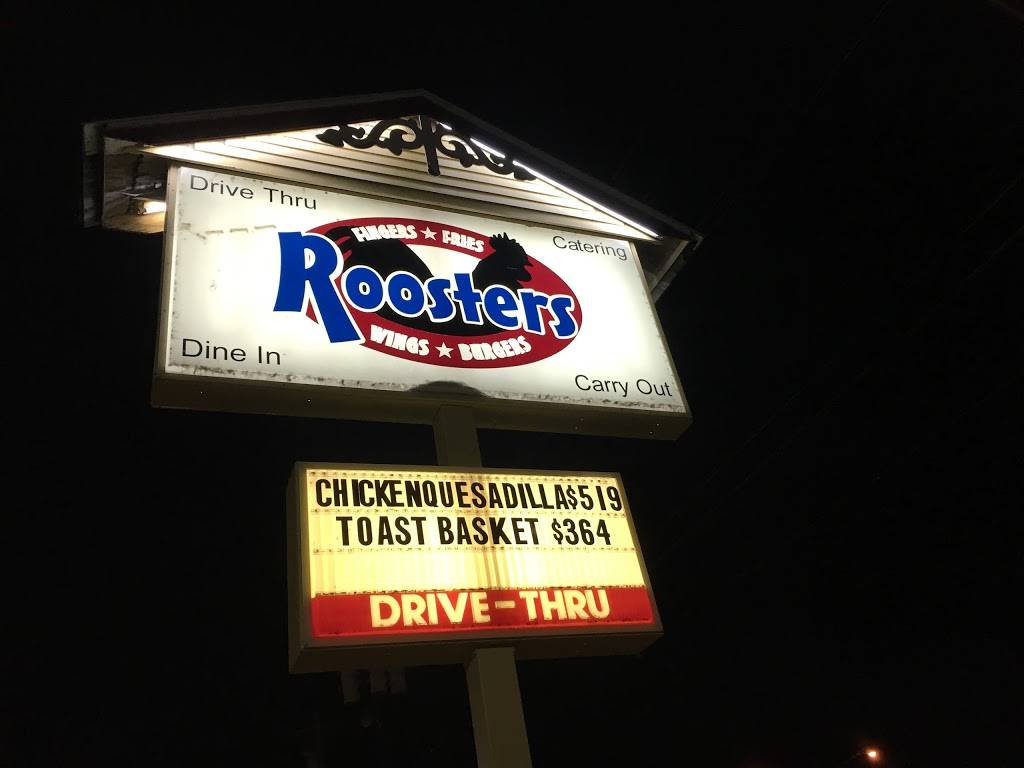 Drive Thru
Catering
FINGERS ★ FRIES
Roosters
WINGS ★ BURGERS
Dine In
Carry Out
CHICKENQUESADILLA$519
TOAST BASKET $364
DRIVE-THRU